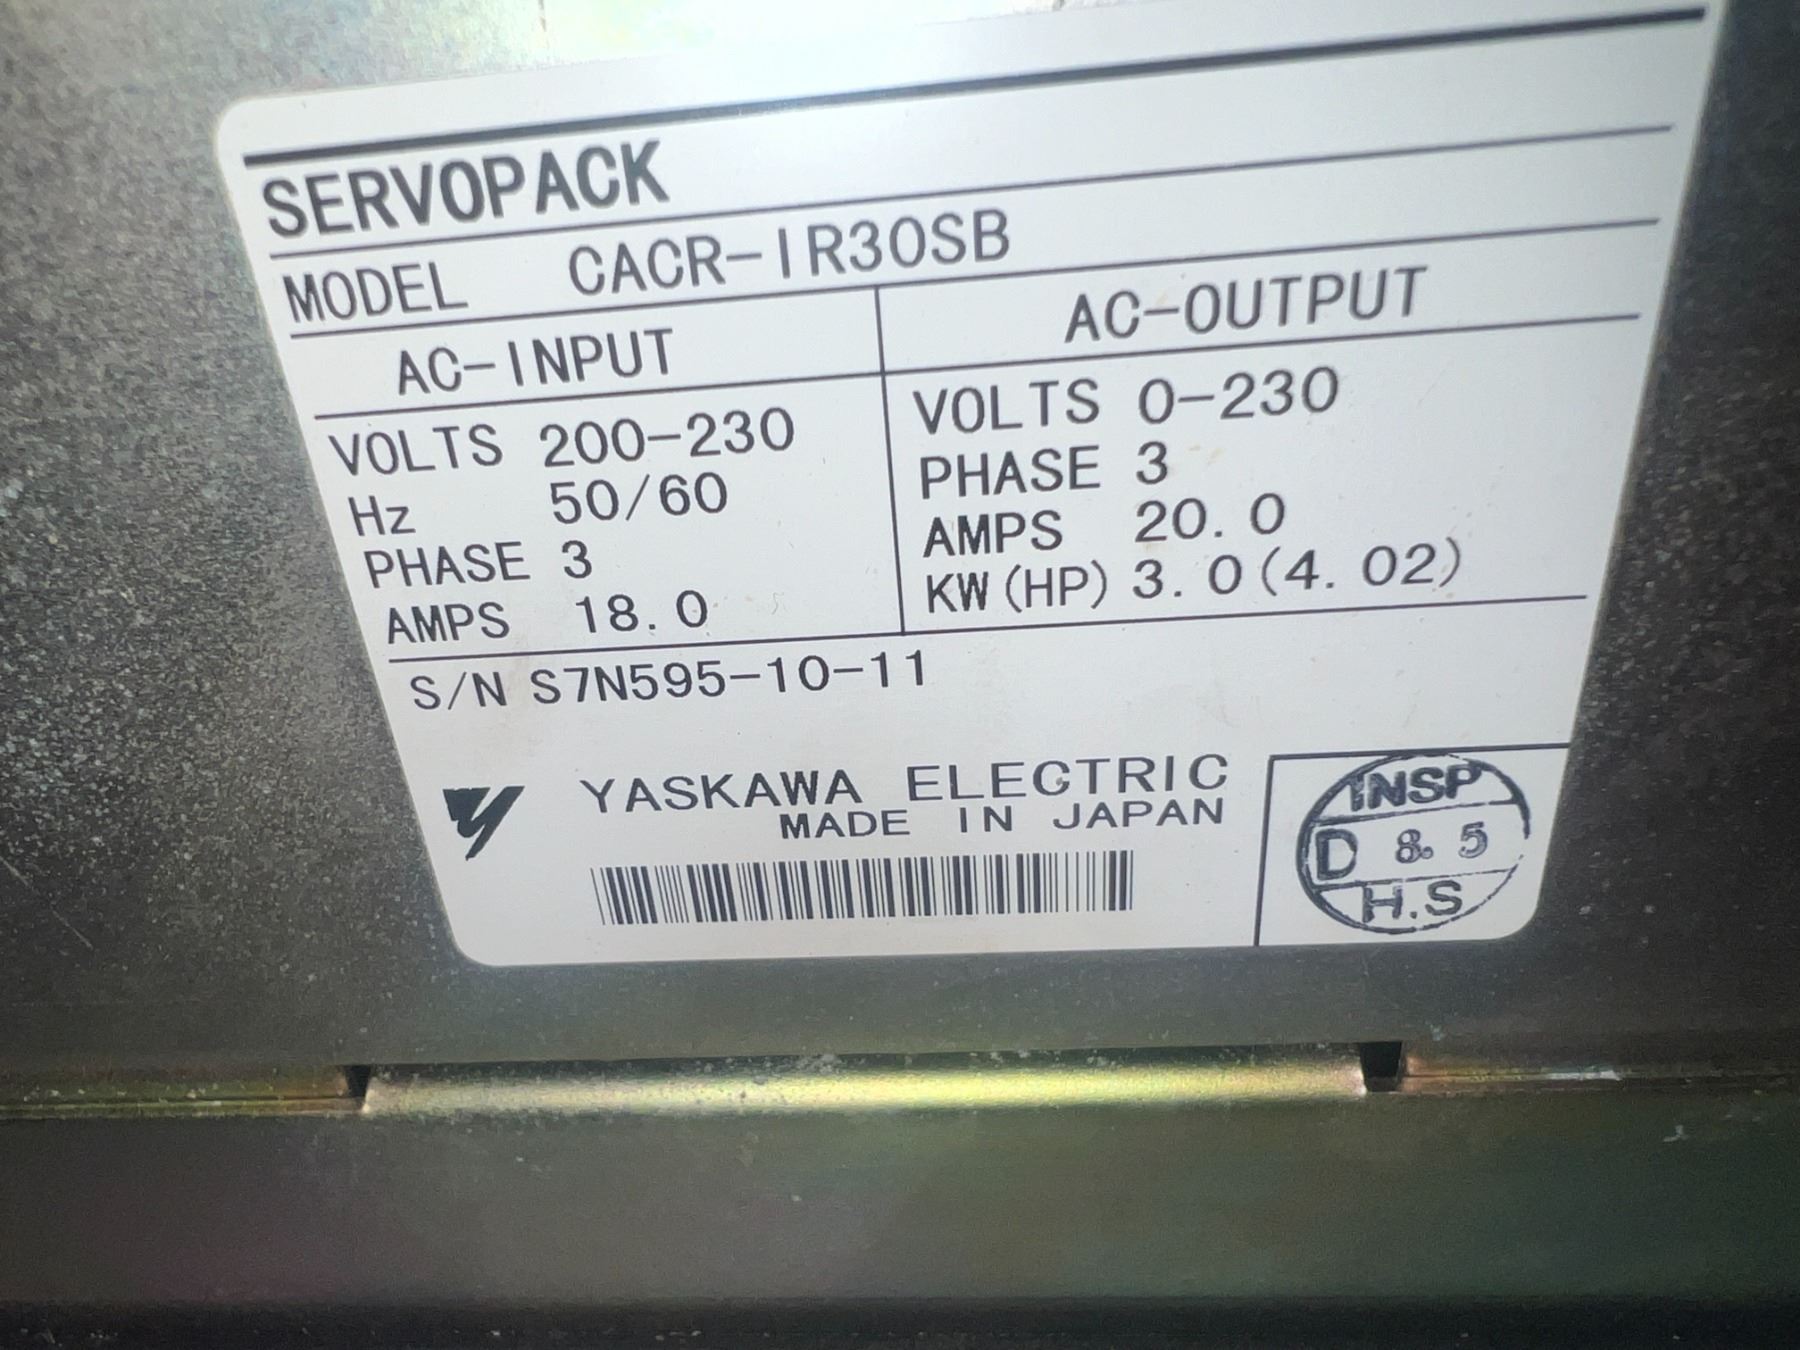 SERVOPACK
MODEL CACR-IR30SB
AC-INPUT AC-OUTPUT
VOLTS 200-230 VOLTS 0-230
Hz 50/60 PHASE 3
PHASE 3 AMPS 20.0
AMPS 18.0 KW(HP) 3.0(4.02)
S/N S7N595-10-11
YASKAWA ELECTRIC
MADE IN JAPAN
INSP
D 8.5
H.S